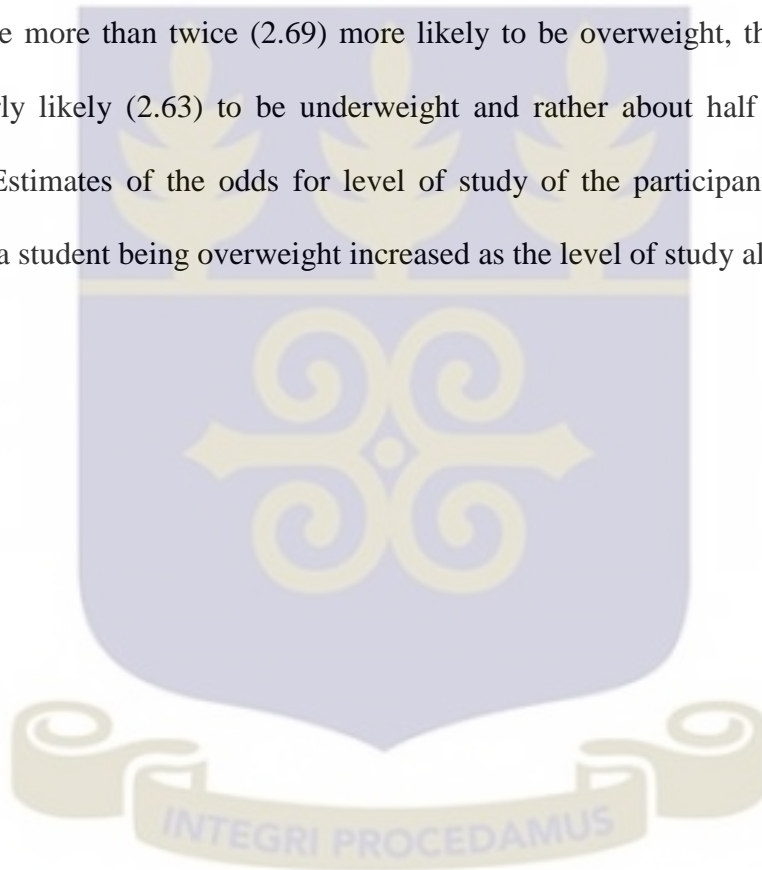 e more than twice (2.69) more likely to be overweight, th
rly likely (2.63) to be underweight and rather about half
Estimates of the odds for level of study of the participan
a student being overweight increased as the level of study al
INTEGRI PROCEDAMUS